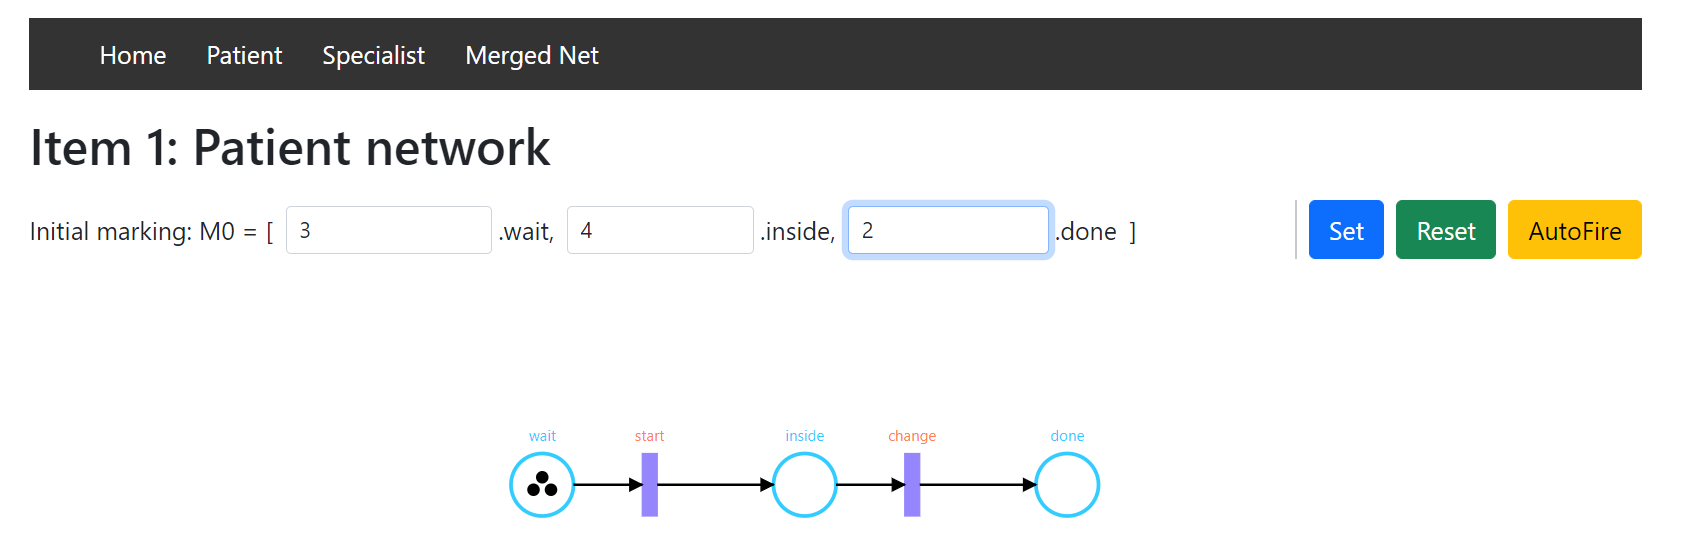 Home Patient Specialist Merged Net
Item 1: Patient network
Initial marking: M0 = [ 3 .wait, 4 .inside, 2 .done ] Set Reset AutoFire
wait start inside change done